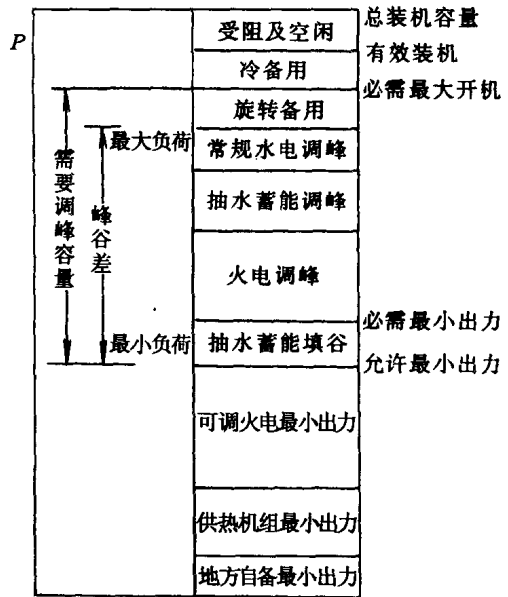 总装机容量
受阻及空闲
P
有效装机
冷备用
必需最大开机
旋转备用
最大负荷
常规水电调峰
需要调峰容量
峰谷差
抽水蓄能调峰
火电调峰
必需最小出力
最小负荷
抽水蓄能填谷
允许最小出力
可调火电最小出力
供热机组最小出力
地方自备最小出力